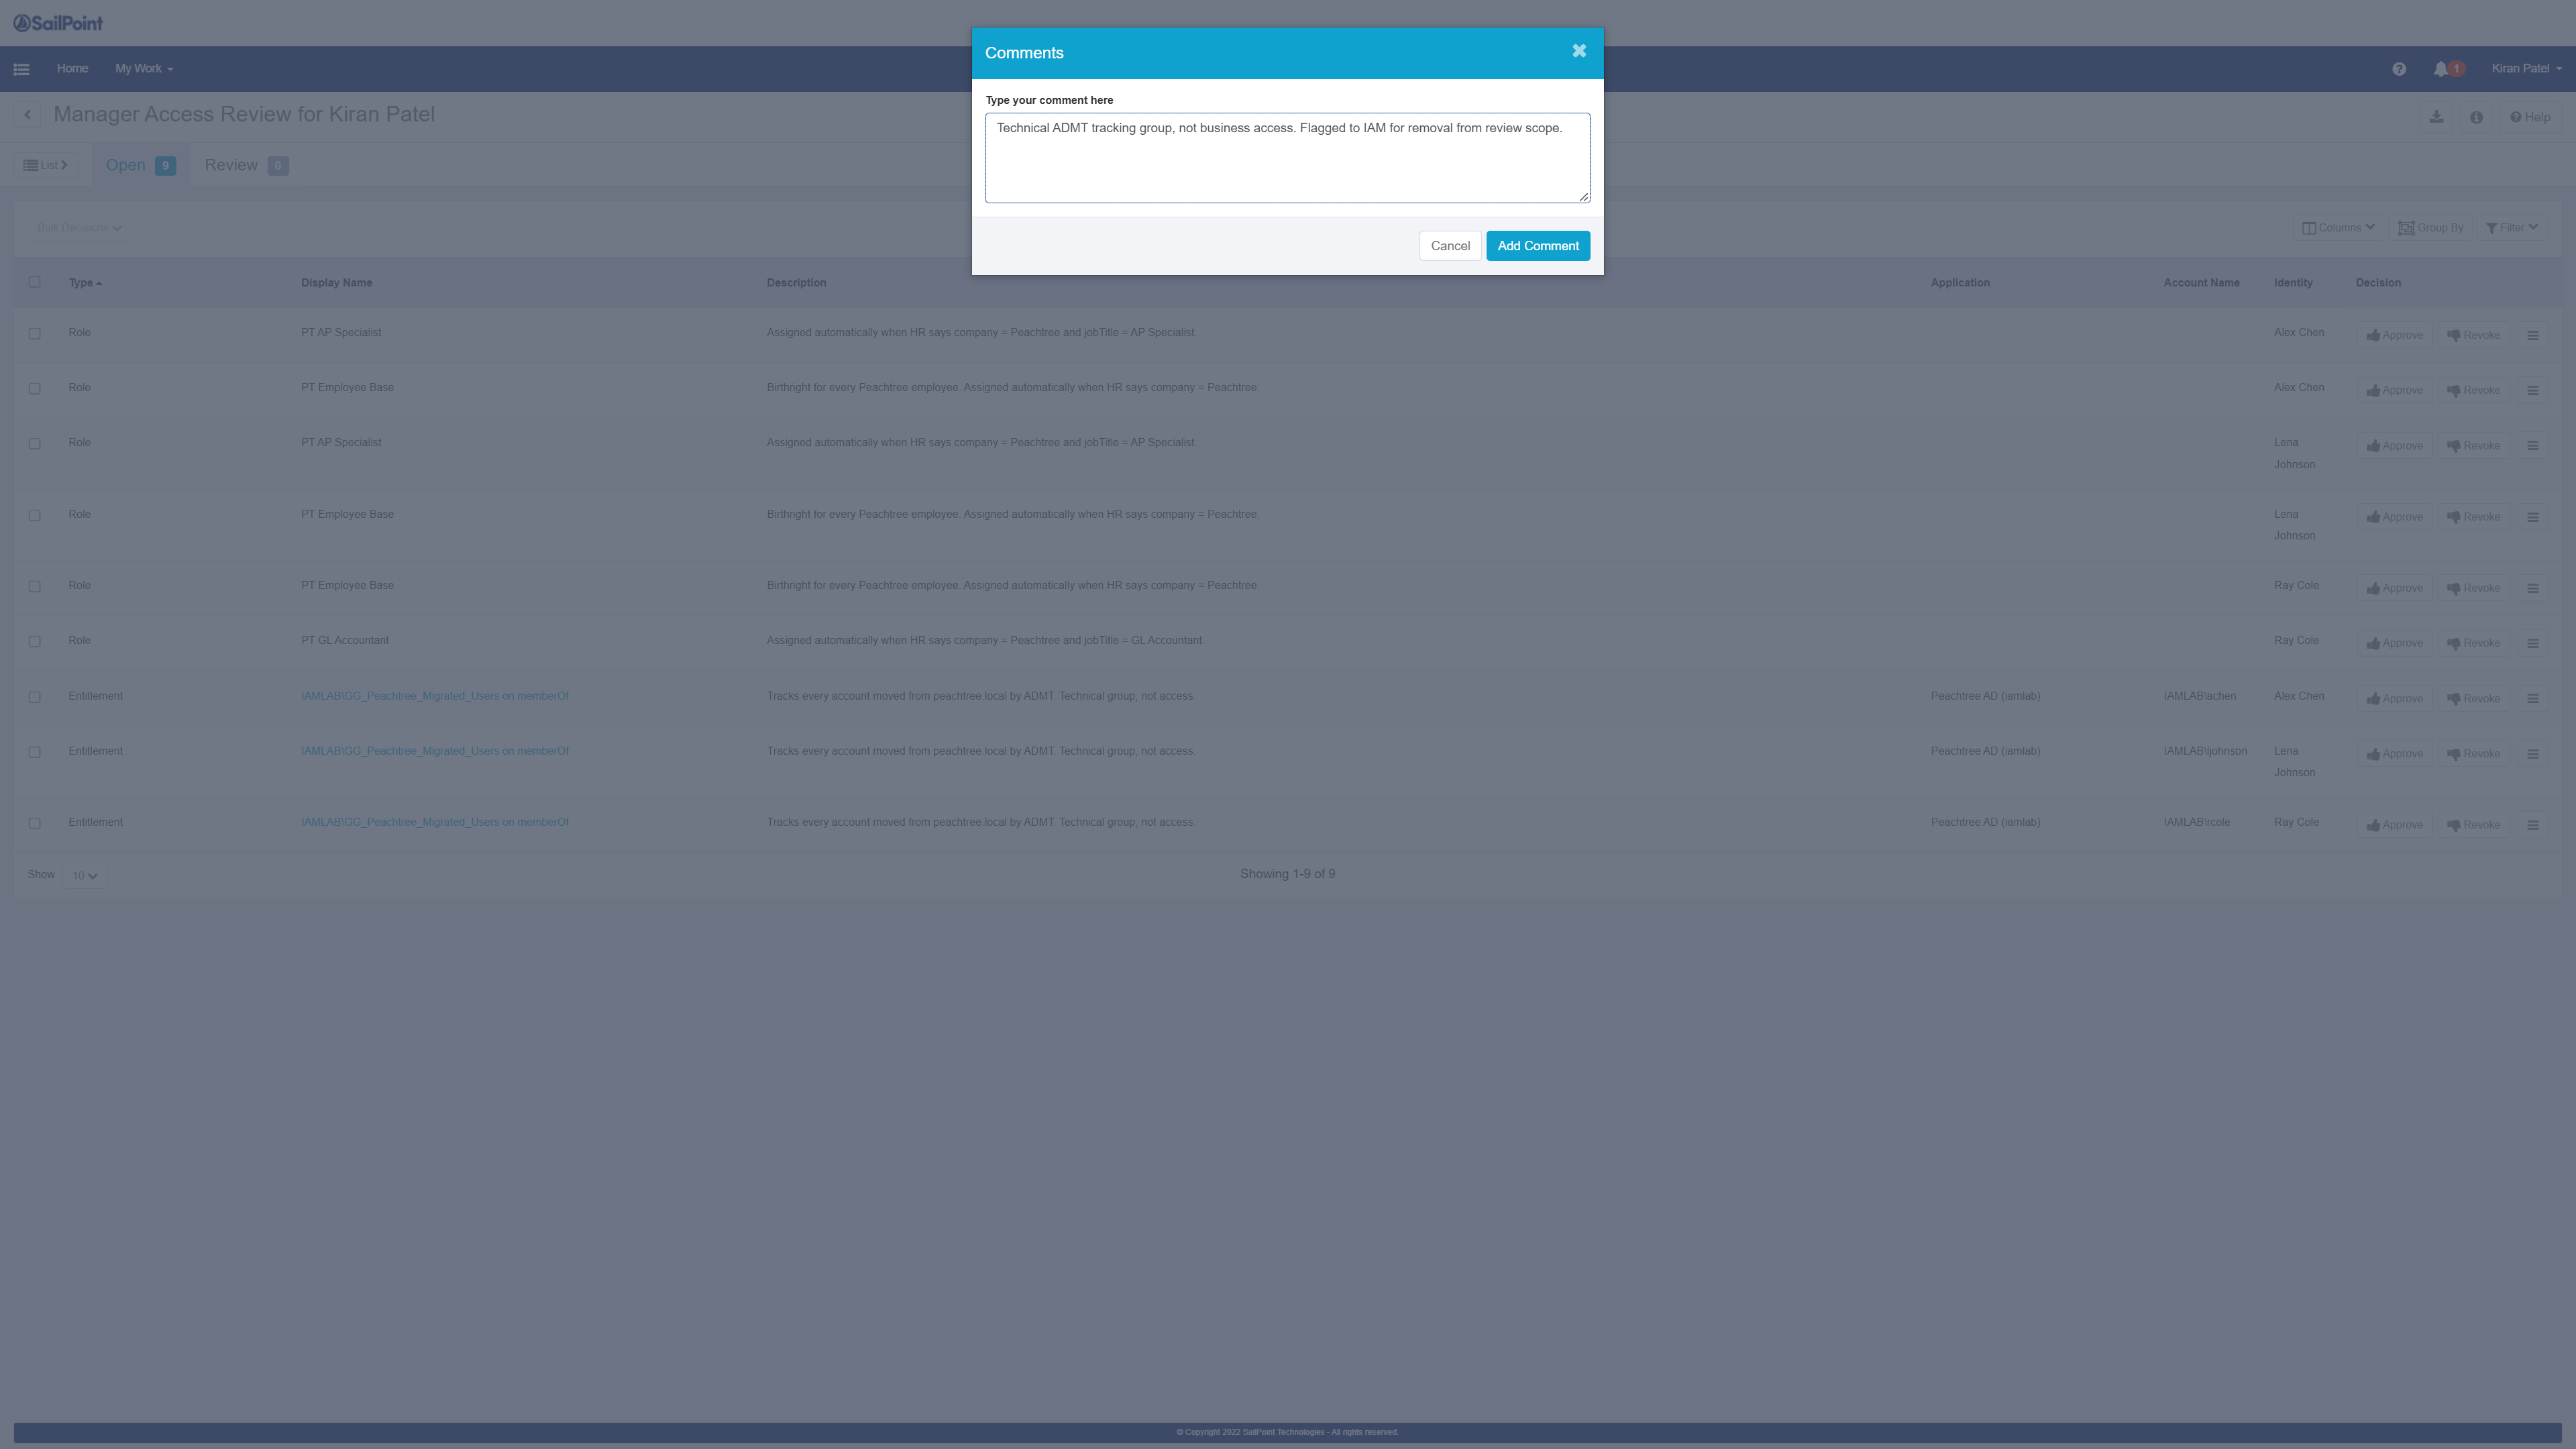 SailPoint
Home My Work
1 Kiran Patel
Manager Access Review for Kiran Patel
Help
List Open 9 Review 0
Comments
Type your comment here
Technical ADMT tracking group, not business access. Flagged to IAM for removal from review scope.
Cancel Add Comment
Bulk Decisions Columns Group By Filter
Type Display Name Description Application Account Name Identity Decision
Role PT AP Specialist Assigned automatically when HR says company = Peachtree and jobTitle = AP Specialist. Alex Chen Approve Revoke
Role PT Employee Base Birthright for every Peachtree employee. Assigned automatically when HR says company = Peachtree. Alex Chen Approve Revoke
Role PT AP Specialist Assigned automatically when HR says company = Peachtree and jobTitle = AP Specialist. Lena Approve Revoke
Johnson
Role PT Employee Base Birthright for every Peachtree employee. Assigned automatically when HR says company = Peachtree. Lena Approve Revoke
Johnson
Role PT Employee Base Birthright for every Peachtree employee. Assigned automatically when HR says company = Peachtree. Ray Cole Approve Revoke
Role PT GL Accountant Assigned automatically when HR says company = Peachtree and jobTitle = GL Accountant. Ray Cole Approve Revoke
Entitlement IAMLAB\GG_Peachtree_Migrated_Users on memberOf Tracks every account moved from peachtree.local by ADMT. Technical group, not access. Peachtree AD (iamlab) IAMLAB\achen Alex Chen Approve Revoke
Entitlement IAMLAB\GG_Peachtree_Migrated_Users on memberOf Tracks every account moved from peachtree.local by ADMT. Technical group, not access. Peachtree AD (iamlab) IAMLAB\ljohnson Lena Approve Revoke
Johnson
Entitlement IAMLAB\GG_Peachtree_Migrated_Users on memberOf Tracks every account moved from peachtree.local by ADMT. Technical group, not access. Peachtree AD (iamlab) IAMLAB\rcole Ray Cole Approve Revoke
Show 10 Showing 1-9 of 9
© Copyright 2022 SailPoint Technologies - All rights reserved.